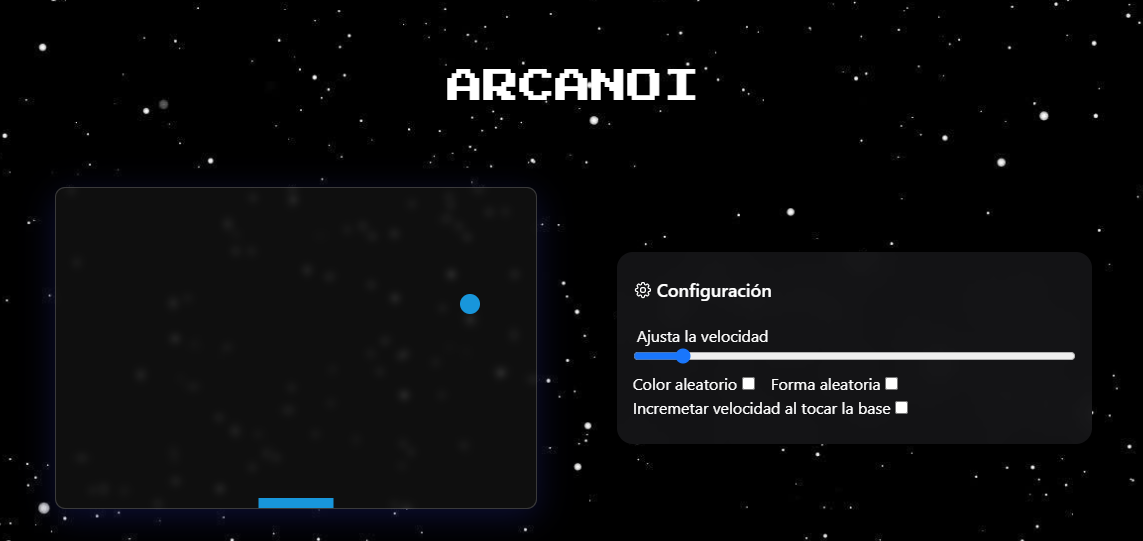 ARCANOI
Configuración
Ajusta la velocidad
Color aleatorio Forma aleatoria
Incremetar velocidad al tocar la base